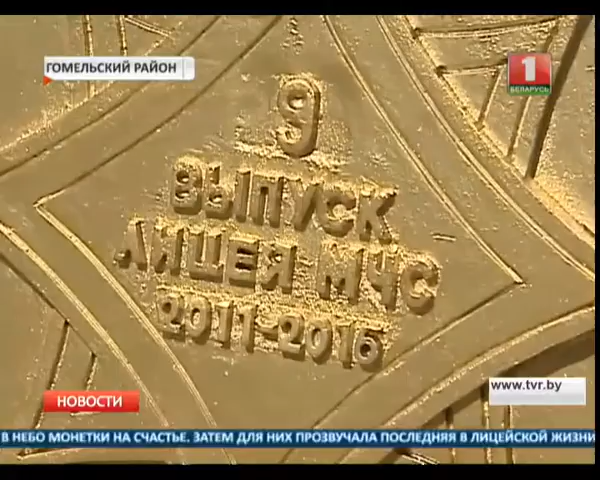 ГОМЕЛЬСКИЙ РАЙОН
1
БЕЛАРУСЬ
9
ВЫПУСК
ЛИЦЕЯ МЧС
2011-2016
www.tvr.by
НОВОСТИ
В НЕБО МОНЕТКИ НА СЧАСТЬЕ. ЗАТЕМ ДЛЯ НИХ ПРОЗВУЧАЛА ПОСЛЕДНЯЯ В ЛИЦЕЙСКОЙ ЖИЗНИ